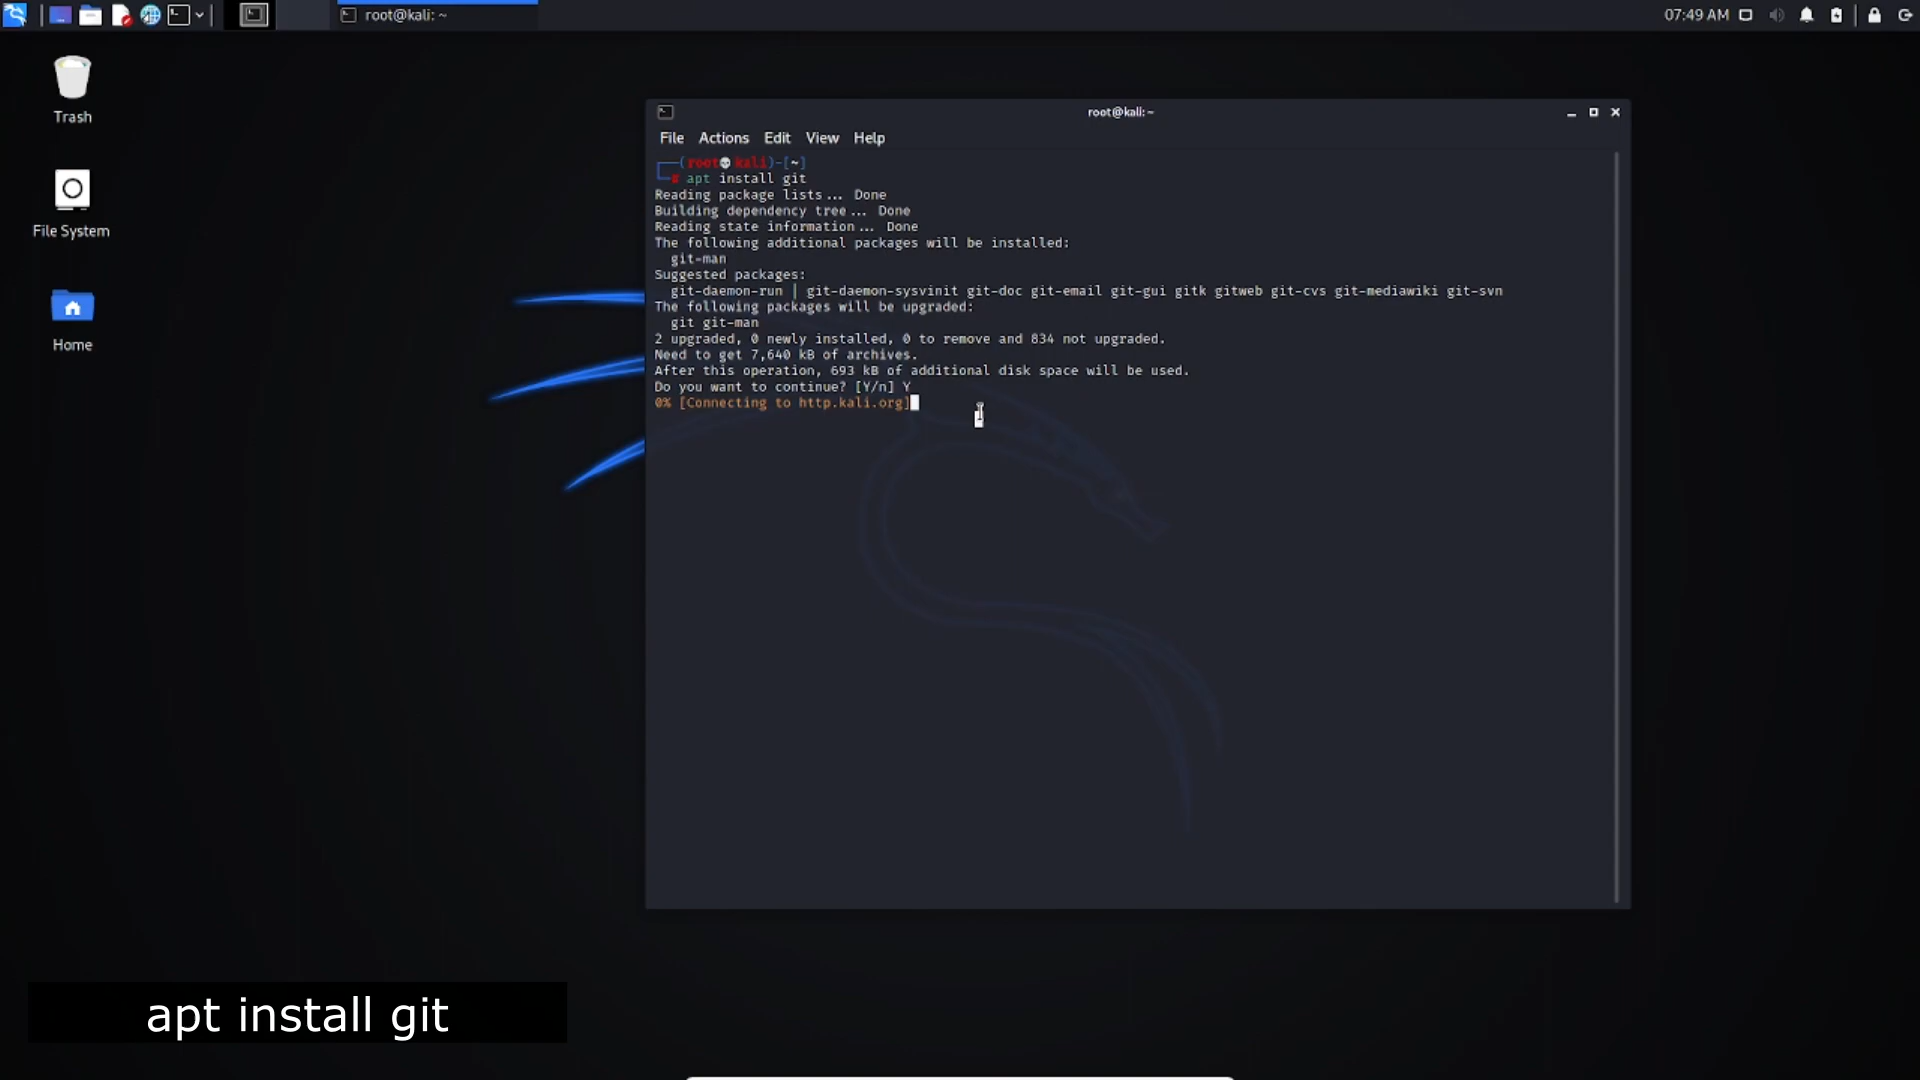 root@kali: ~
07:49 AM
Trash
File System
Home
root@kali: ~
File Actions Edit View Help
(root kali)-[~]
# apt install git
Reading package lists... Done
Building dependency tree... Done
Reading state information... Done
The following additional packages will be installed:
git-man
Suggested packages:
git-daemon-run | git-daemon-sysvinit git-doc git-email git-gui gitk gitweb git-cvs git-mediawiki git-svn
The following packages will be upgraded:
git git-man
2 upgraded, 0 newly installed, 0 to remove and 834 not upgraded.
Need to get 7,640 kB of archives.
After this operation, 693 kB of additional disk space will be used.
Do you want to continue? [Y/n] Y
0% [Connecting to http.kali.org]
apt install git